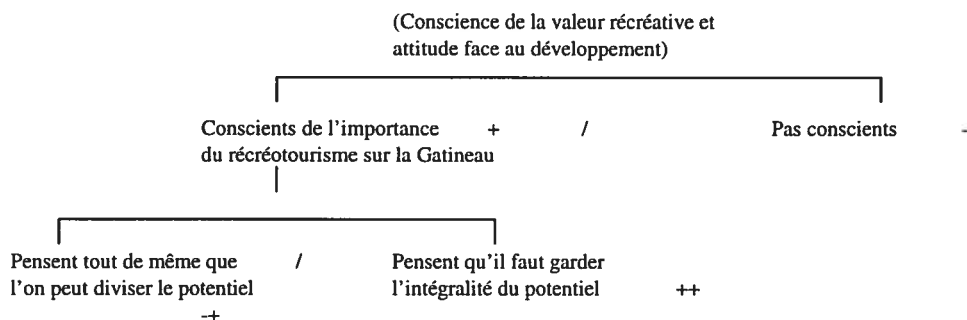 (Conscience de la valeur récréative et
attitude face au développement)
Conscients de l'importance + / Pas conscients -
du récréotourisme sur la Gatineau
Pensent tout de même que / Pensent qu'il faut garder
l'on peut diviser le potentiel l'intégralité du potentiel ++
-+